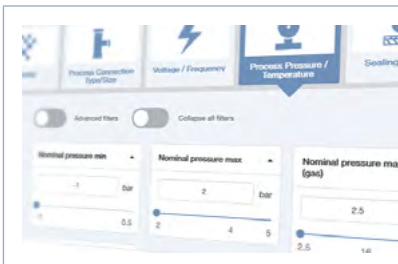 Process Connection
Type/Size
Voltage / Frequency
Process Pressure /
Temperature
Sealing
Advanced filters
Collapse all filters
Nominal pressure min
-1
bar
-1
0.5
Nominal pressure max
2
bar
2
4
5
Nominal pressure ma
(gas)
2.5
2.5
16